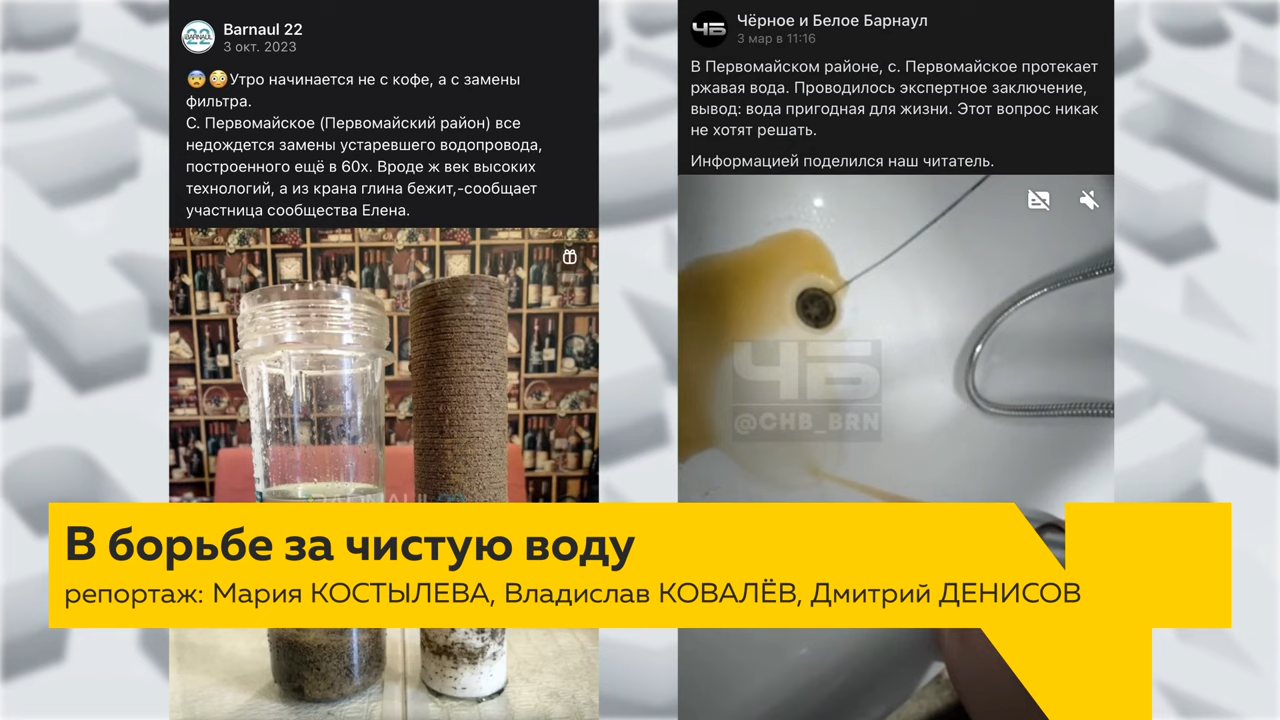 Barnaul 22
3 окт. 2023
😨😳Утро начинается не с кофе, а с замены
фильтра.
С. Первомайское (Первомайский район) все
недождется замены устаревшего водопровода,
построенного ещё в 60х. Вроде ж век высоких
технологий, а из крана глина бежит,-сообщает
участница сообщества Елена.
ЧБ
Чёрное и Белое Барнаул
3 мар в 11:16
В Первомайском районе, с. Первомайское протекает
ржавая вода. Проводилось экспертное заключение,
вывод: вода пригодная для жизни. Этот вопрос никак
не хотят решать.
Информацией поделился наш читатель.
ЧБ
@CHB_BRN
В борьбе за чистую воду
репортаж: Мария КОСТЫЛЕВА, Владислав КОВАЛЁВ, Дмитрий ДЕНИСОВ